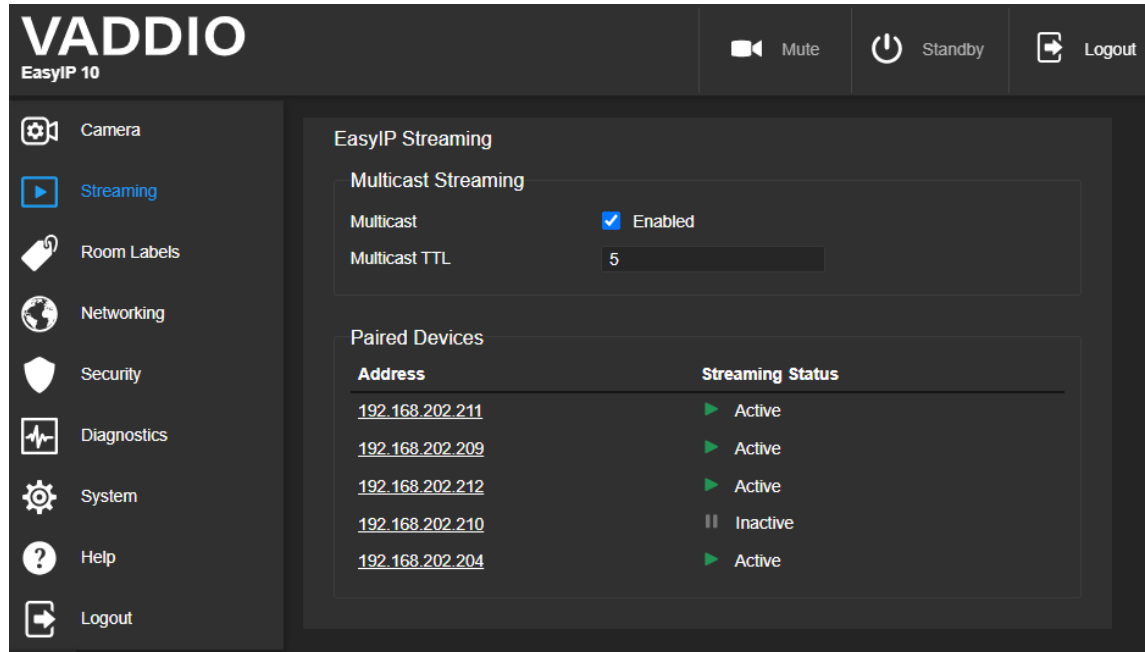 VADDIO
EasyIP 10
Mute
Standby
Logout
Camera
Streaming
Room Labels
Networking
Security
Diagnostics
System
Help
Logout
EasyIP Streaming
Multicast Streaming
Multicast Enabled
Multicast TTL 5
Paired Devices
Address Streaming Status
192.168.202.211 Active
192.168.202.209 Active
192.168.202.212 Active
192.168.202.210 Inactive
192.168.202.204 Active